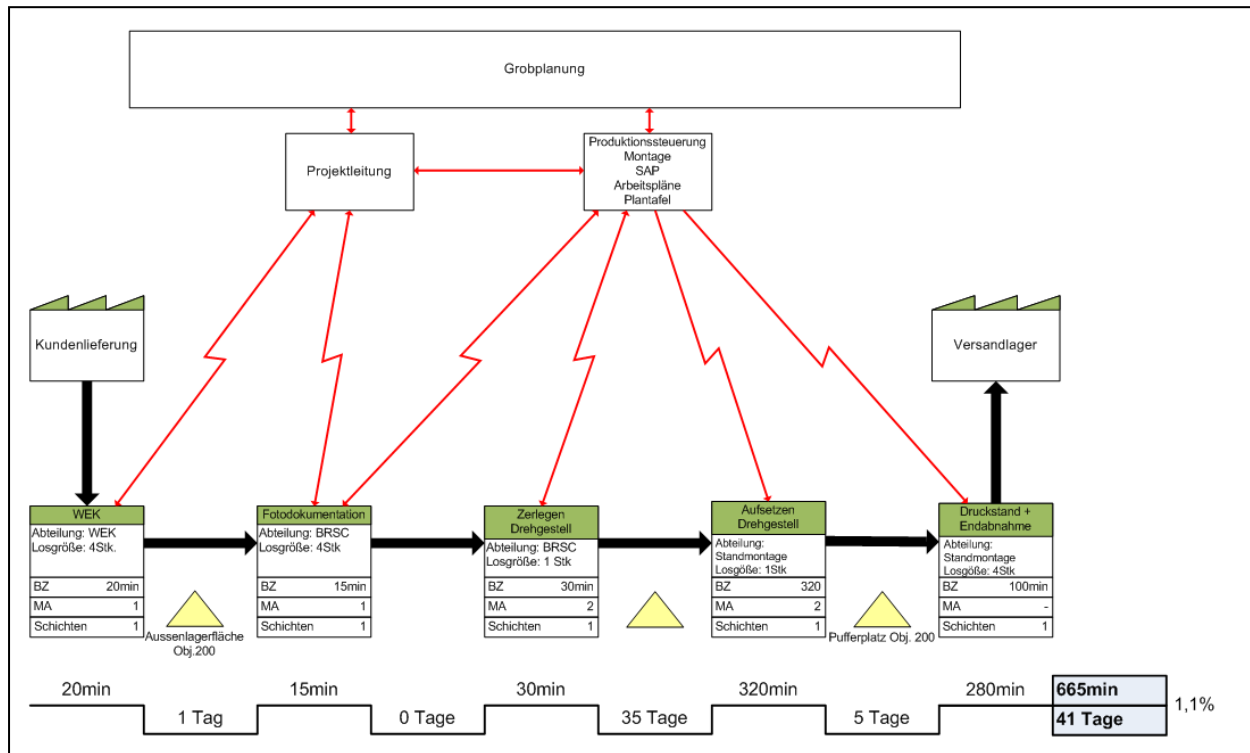 Grobplanung
Projektleitung
Produktionssteuerung
Montage
SAP
Arbeitspläne
Plantafel
Kundenlieferung
Versandlager
WEK
Abteilung: WEK
Losgröße: 4Stk.
BZ 20min
MA 1
Schichten 1
Aussenlagerfläche
Obj.200
Fotodokumentation
Abteilung: BRSC
Losgröße: 4Stk
BZ 15min
MA 1
Schichten 1
Zerlegen
Drehgestell
Abteilung: BRSC
Losgröße: 1 Stk
BZ 30min
MA 2
Schichten 1
Aufsetzen
Drehgestell
Abteilung:
Standmontage
Losgöße: 1Stk
BZ 320
MA 2
Schichten 1
Pufferplatz Obj. 200
Druckstand +
Endabnahme
Abteilung:
Standmontage
Losgöße: 4Stk
BZ 100min
MA -
Schichten 1
20min
1 Tag
15min
0 Tage
30min
35 Tage
320min
5 Tage
280min
665min
41 Tage
1,1%